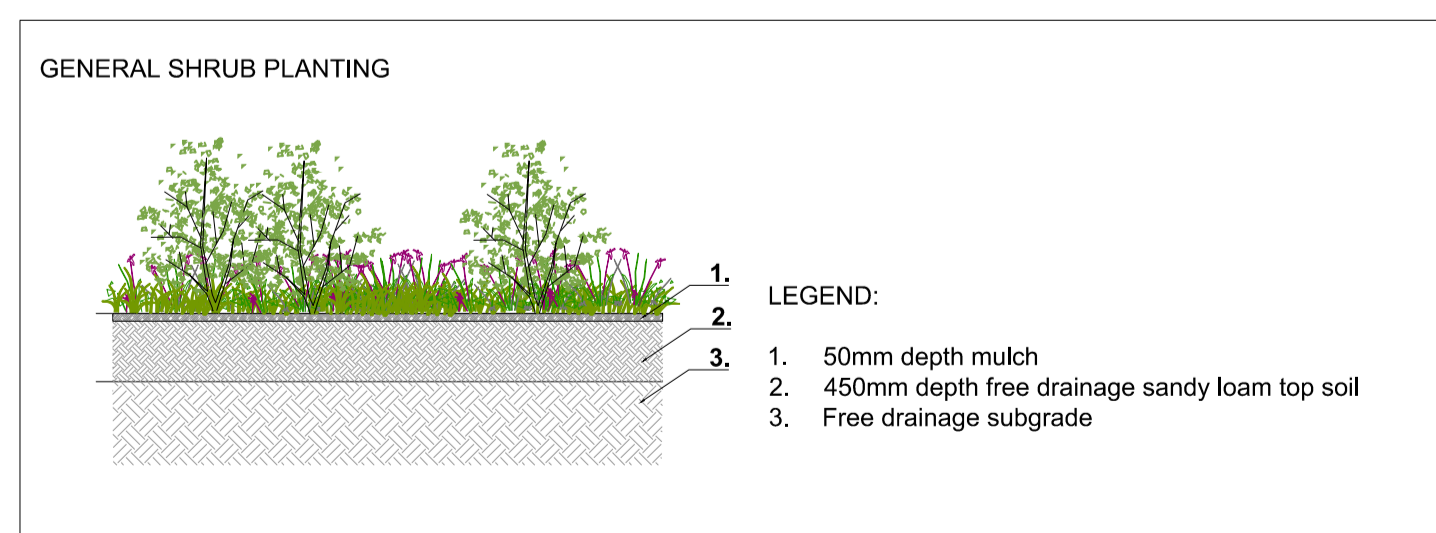 GENERAL SHRUB PLANTING
1.
2.
3.
LEGEND:
1. 50mm depth mulch
2. 450mm depth free drainage sandy loam top soil
3. Free drainage subgrade